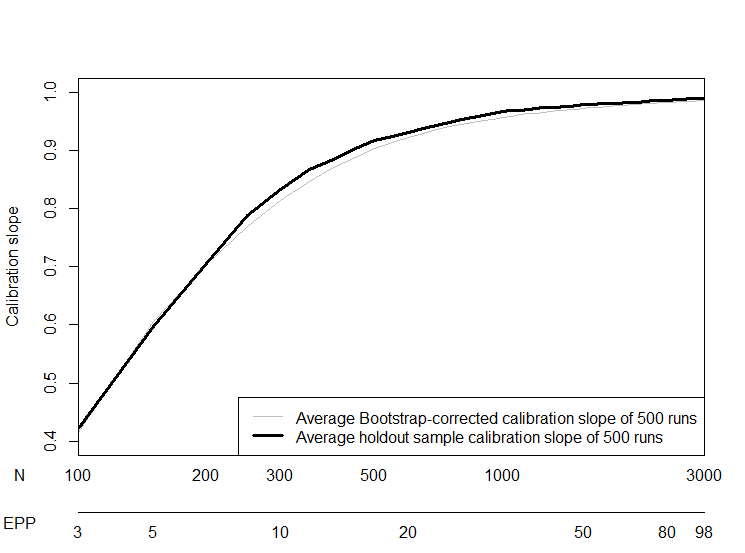 Calibration slope
1.0
0.9
0.8
0.7
0.6
0.5
0.4
Average Bootstrap-corrected calibration slope of 500 runs
Average holdout sample calibration slope of 500 runs
N 100 200 300 500 1000 3000
EPP 3 5 10 20 50 80 98